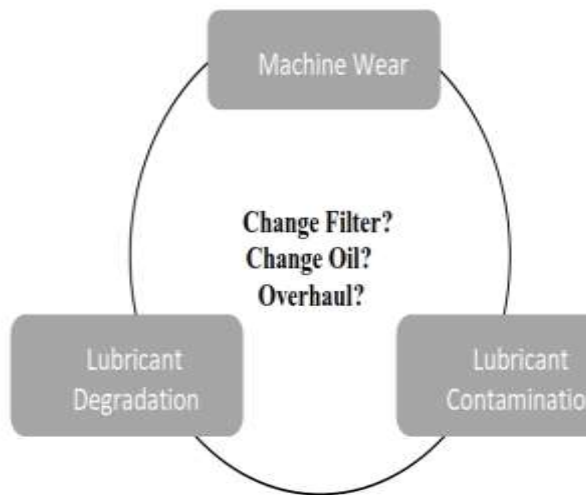 Machine Wear
Change Filter?
Change Oil?
Overhaul?
Lubricant
Degradation
Lubricant
Contaminatio